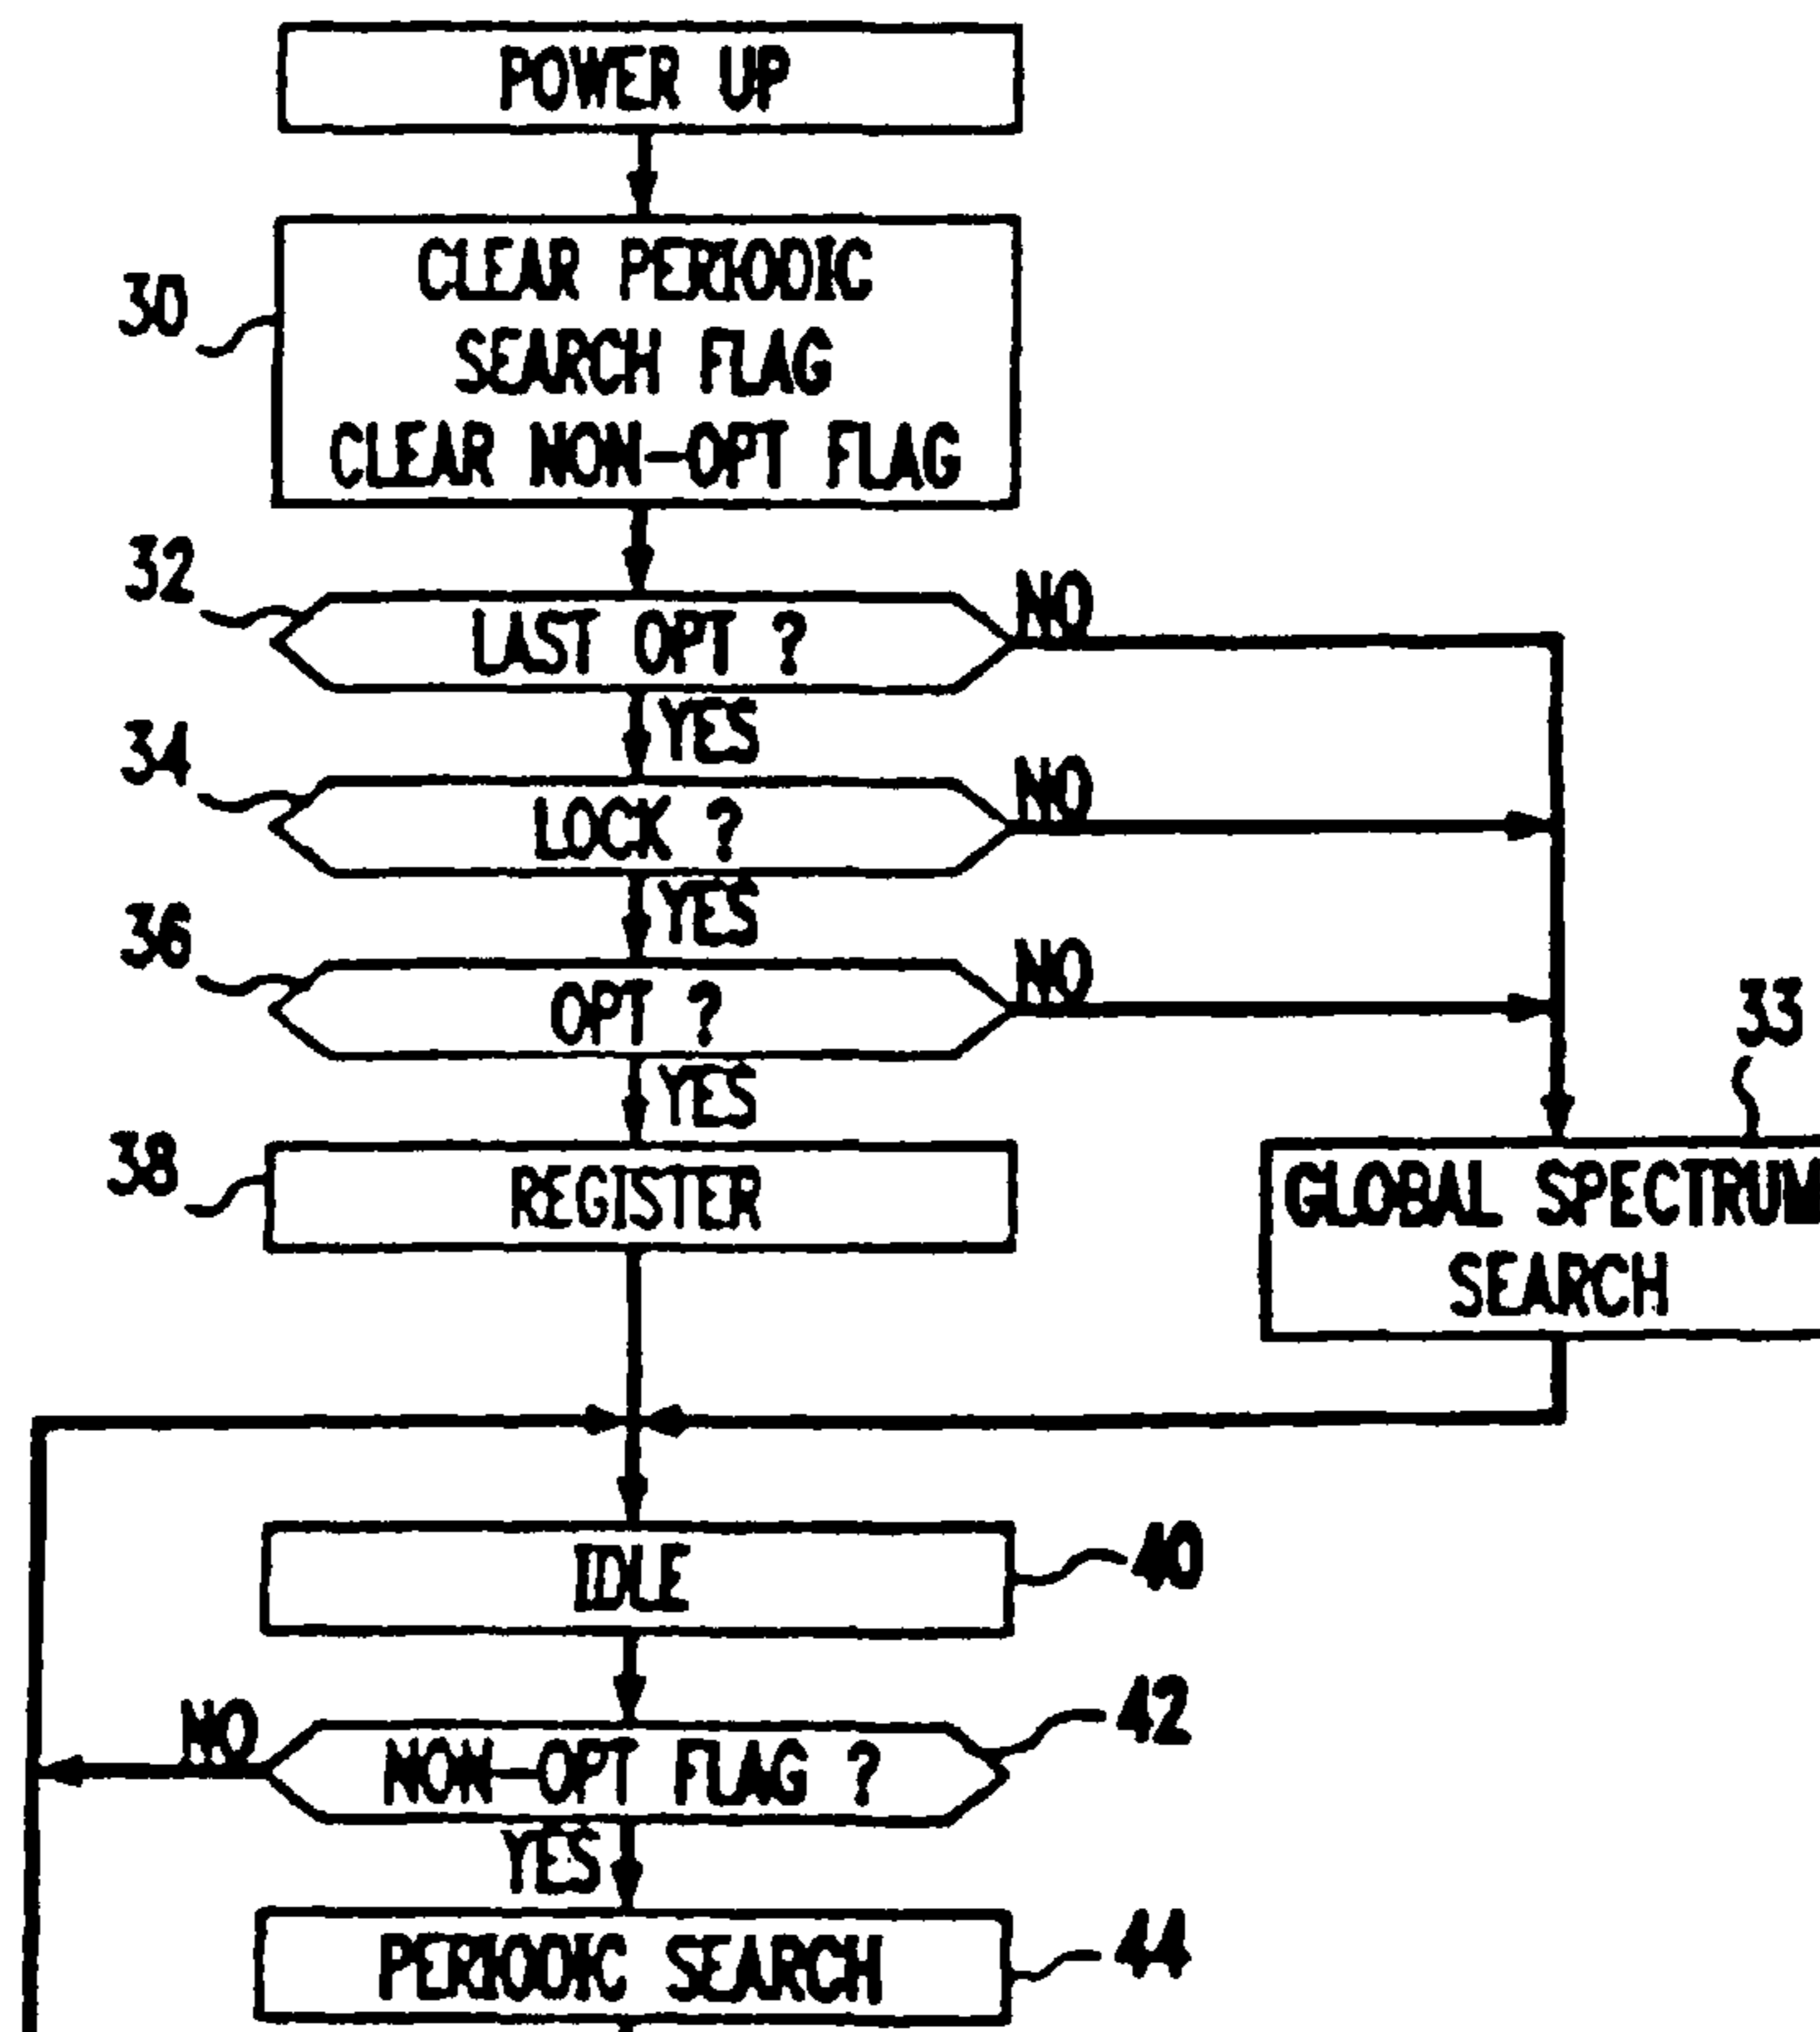 POWER UP
30
CLEAR PERIODIC
SEARCH FLAG
CLEAR NON-OPT FLAG
32
LAST OPT ?
NO
YES
34
LOCK ?
NO
YES
36
OPT ?
NO
YES
33
38
REGISTER
GLOBAL SPECTRUM
SEARCH
IDLE
40
42
NO
NON-OPT FLAG ?
YES
PERIODIC SEARCH
44